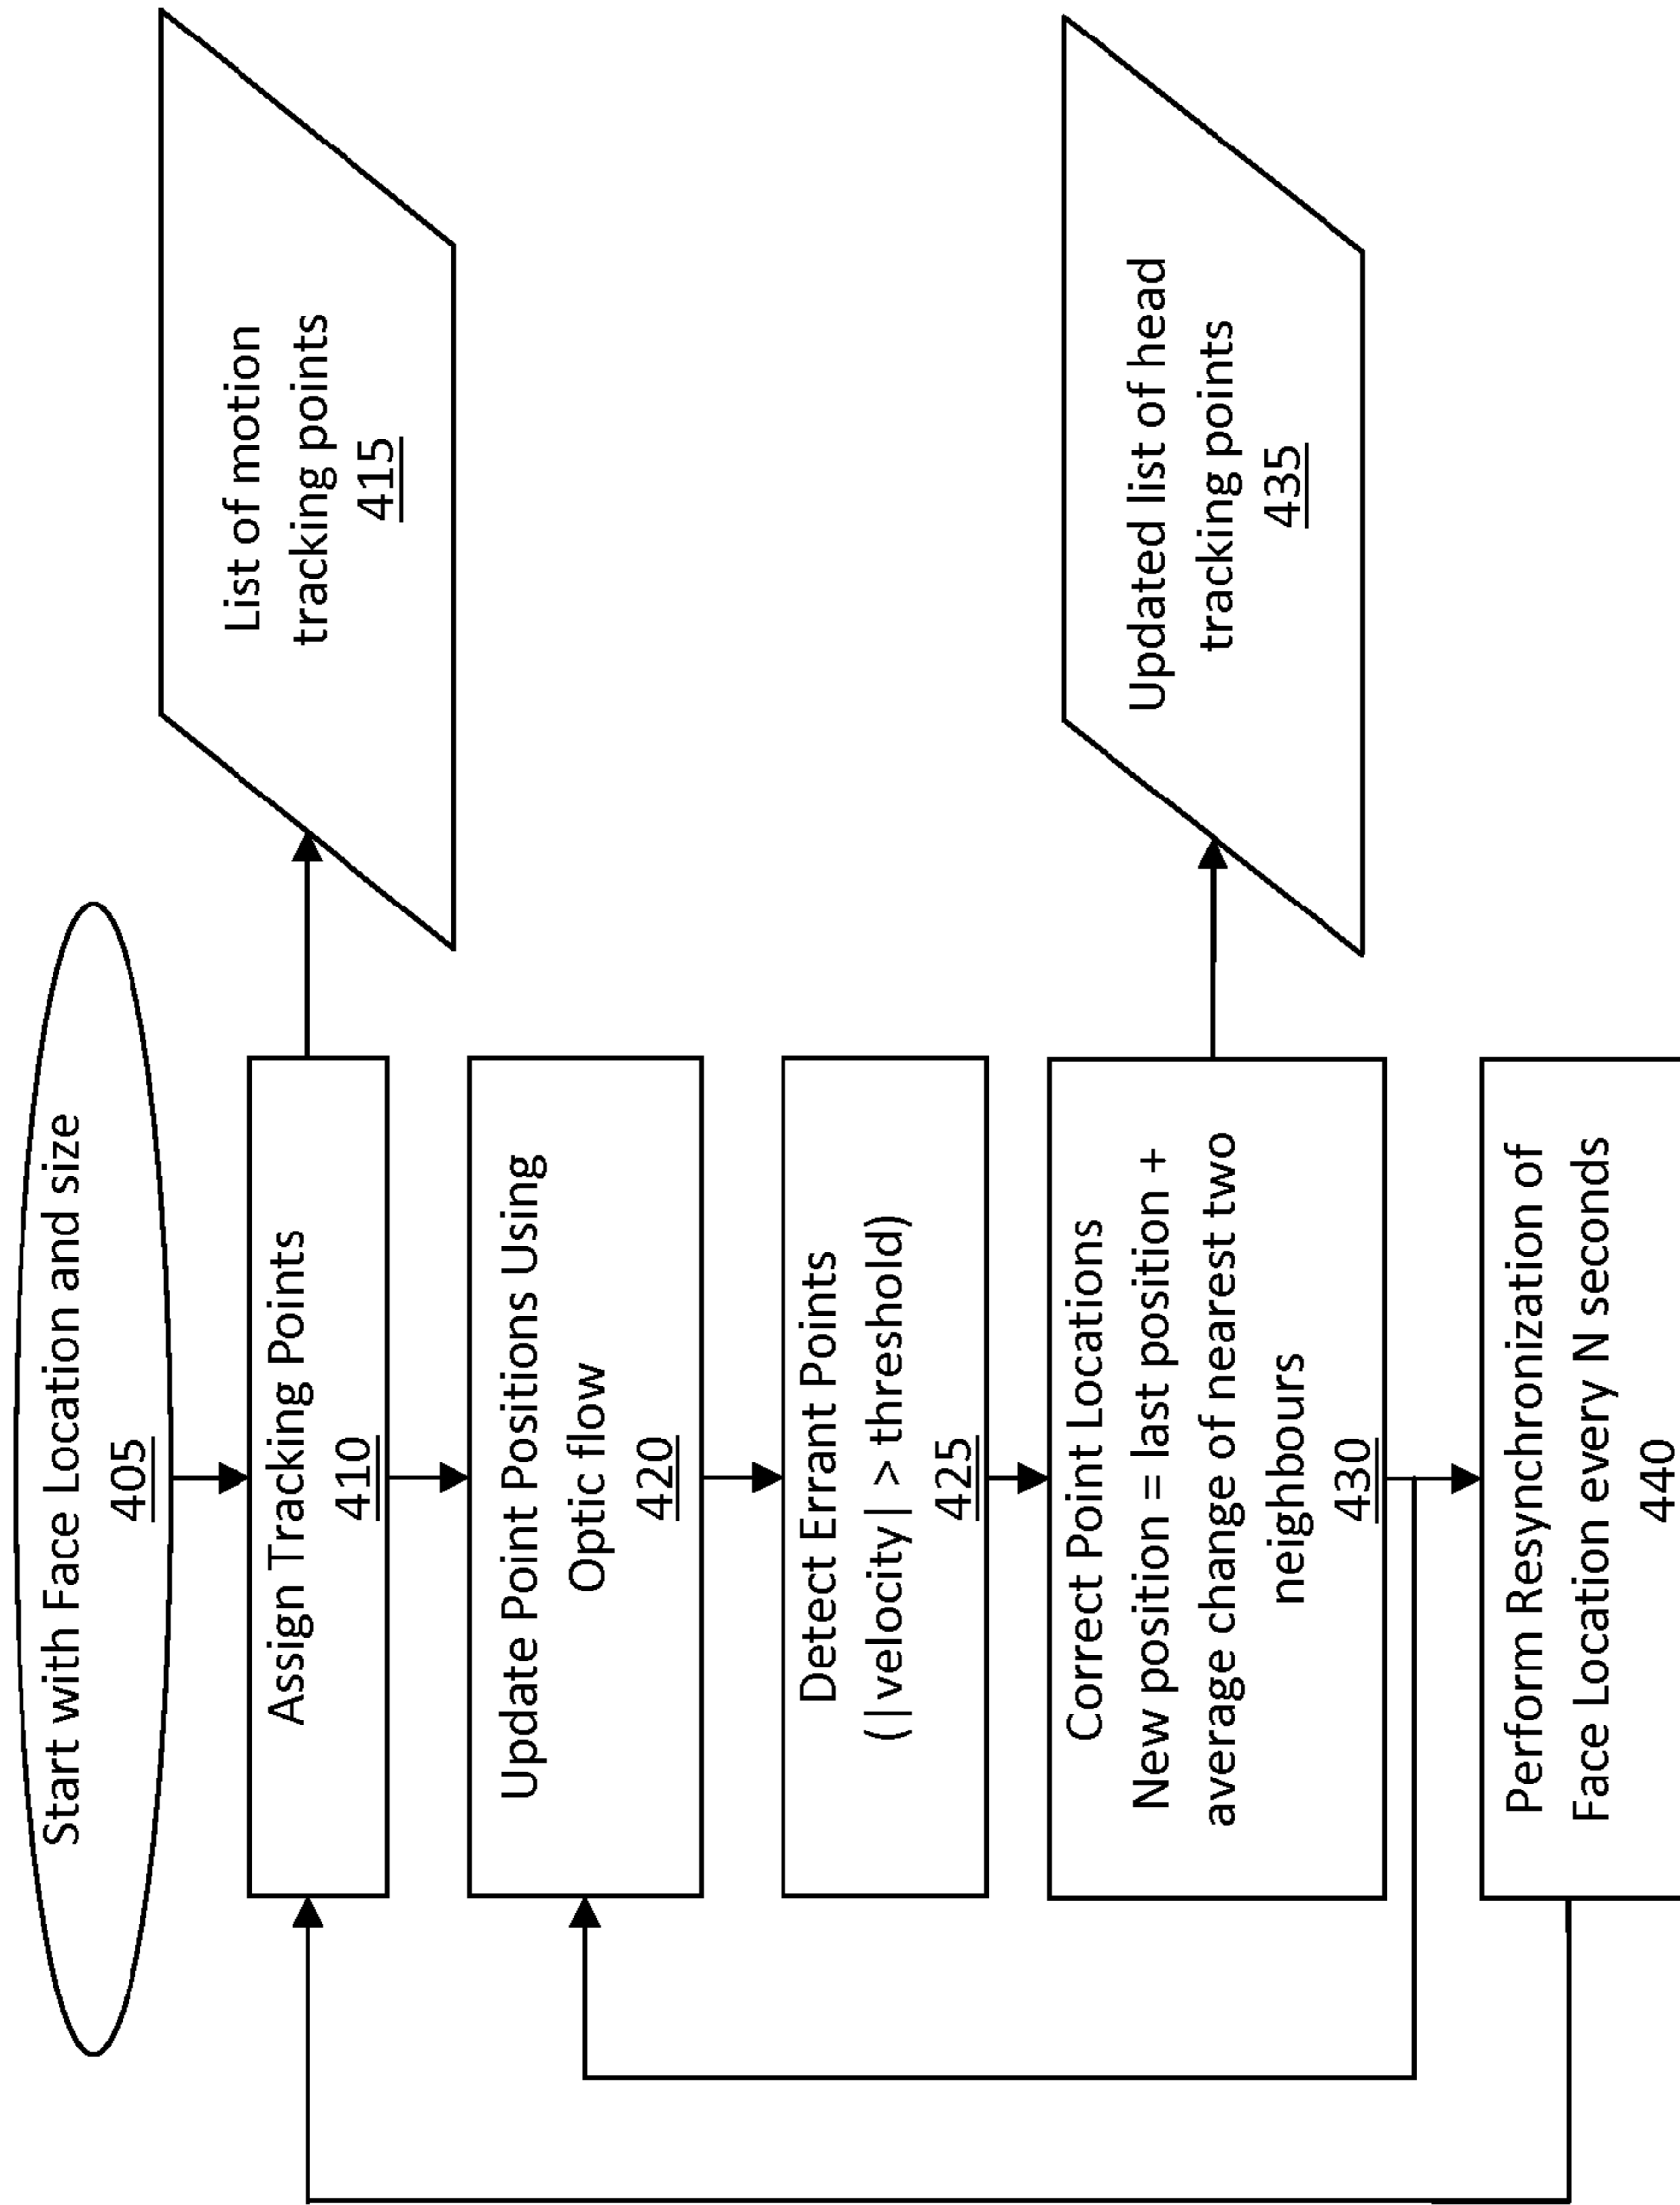 Start with Face Location and size
405
Assign Tracking Points
410
List of motion
tracking points
415
Update Point Positions Using
Optic flow
420
Detect Errant Points
(|velocity| > threshold)
425
Correct Point Locations
New position = last position +
average change of nearest two
neighbours
430
Updated list of head
tracking points
435
Perform Resynchronization of
Face Location every N seconds
440